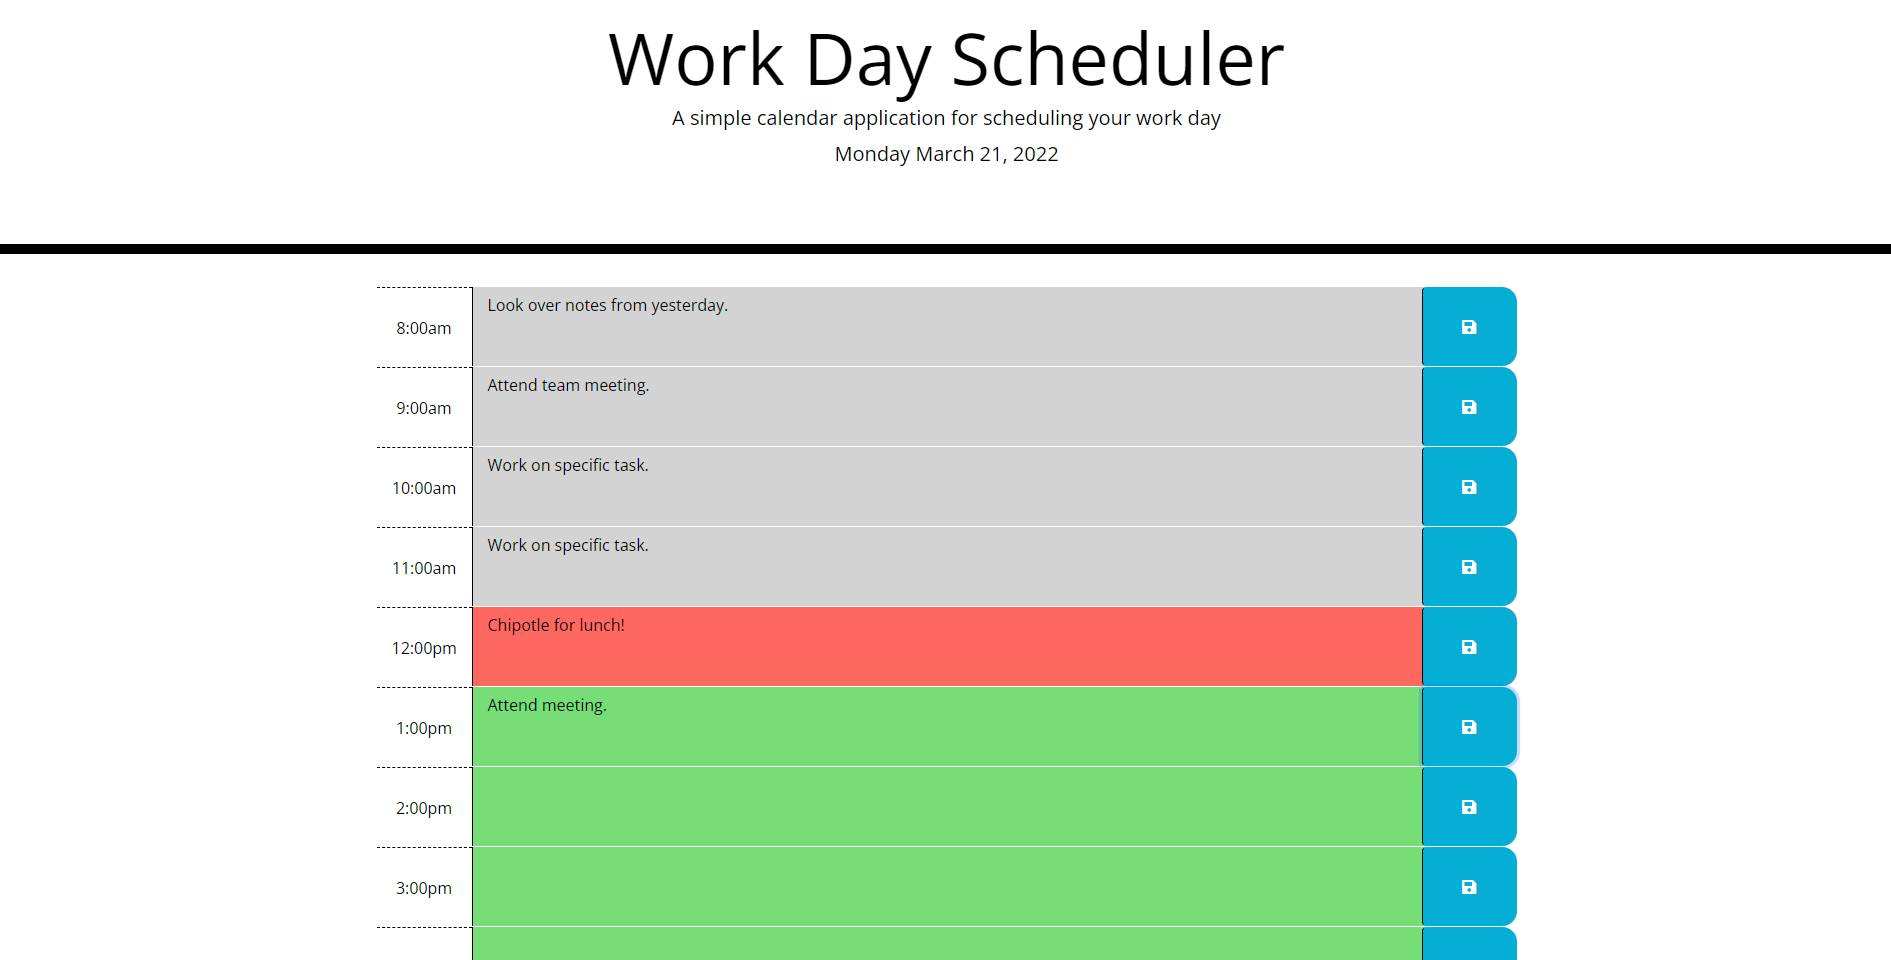 Work Day Scheduler
A simple calendar application for scheduling your work day
Monday March 21, 2022
8:00am Look over notes from yesterday.
9:00am Attend team meeting.
10:00am Work on specific task.
11:00am Work on specific task.
12:00pm Chipotle for lunch!
1:00pm Attend meeting.
2:00pm
3:00pm